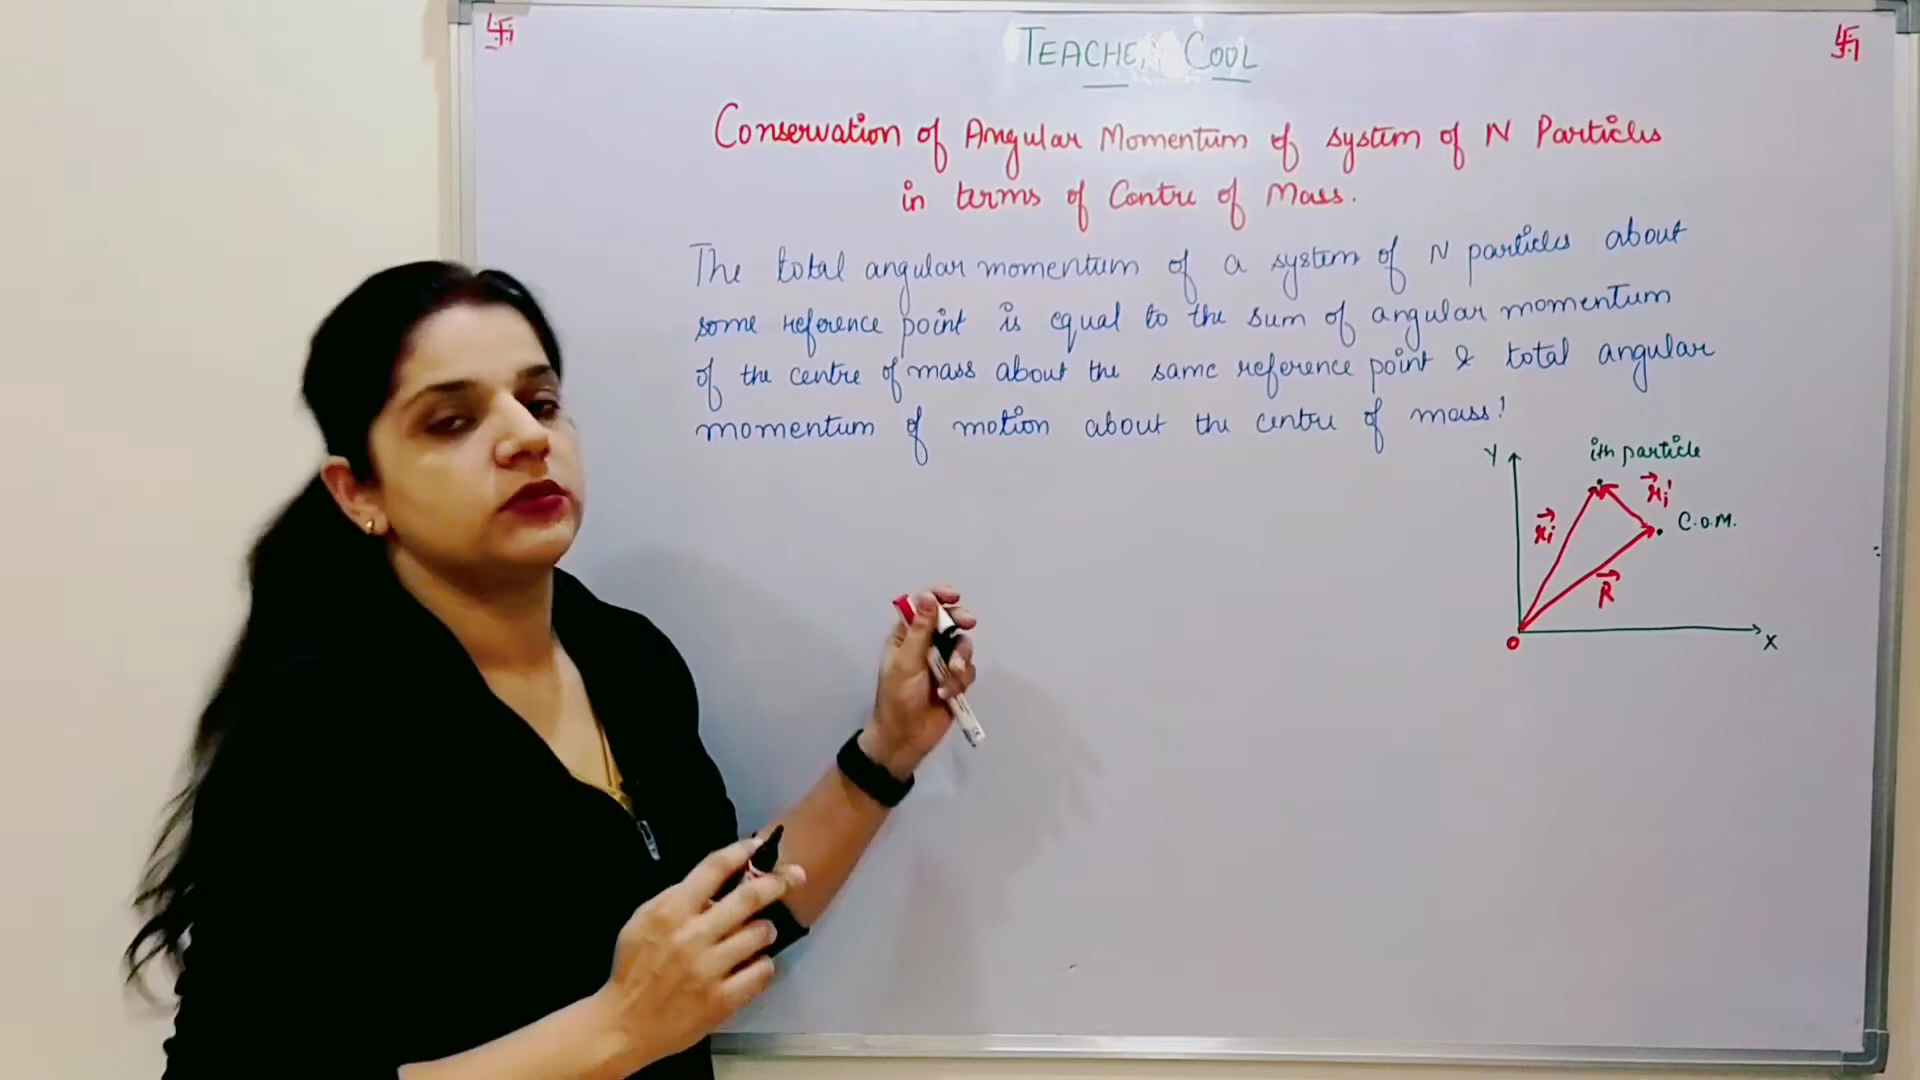 TEACHER COOL
Conservation of Angular Momentum of system of N Particles
in terms of Centre of Mass.
The total angular momentum of a system of N particles about
some reference point is equal to the sum of angular momentum
of the centre of mass about the same reference point & total angular
momentum of motion about the centre of mass!
Y
ith particle
r⃗i
r⃗i'
C.O.M.
R⃗
O
X